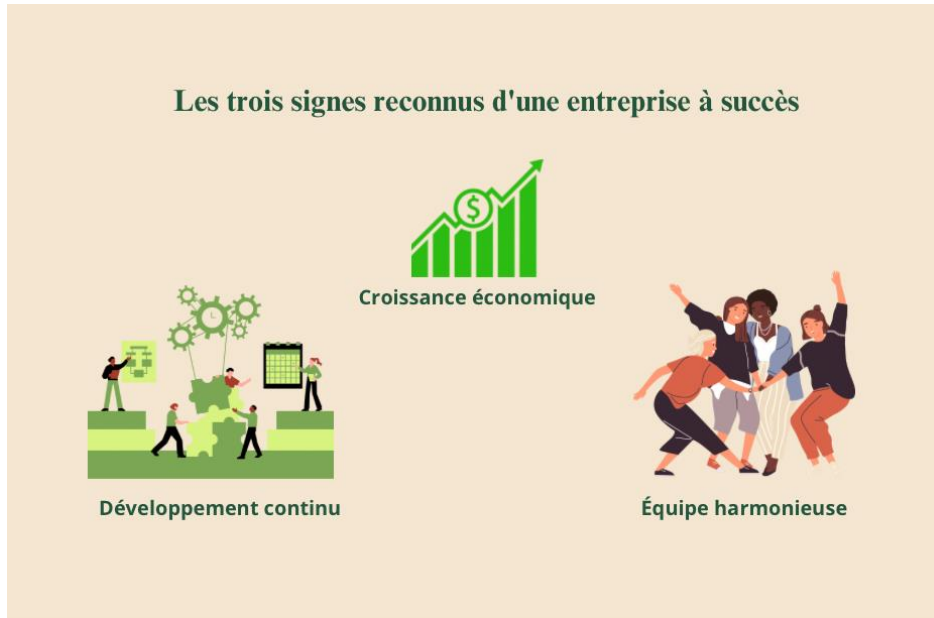 Les trois signes reconnus d'une entreprise à succès
$
Croissance économique
Développement continu
Équipe harmonieuse